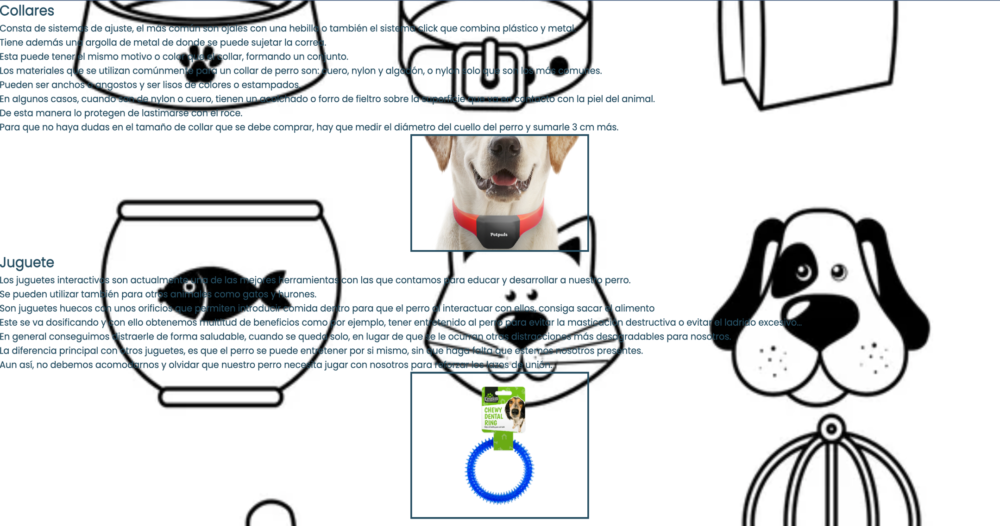 Collares
Consta de sistemas de ajuste, el más común son ojales con una hebilla o también el sistema click que combina plástico y metal.
Tiene además una argolla de metal de donde se puede sujetar la correa.
Esta puede tener el mismo motivo o color que el collar, formando un conjunto.
Los materiales que se utilizan comúnmente para un collar de perro son: cuero, nylon y algodón, o nylon solo que son los más comunes.
Pueden ser anchos o angostos y ser lisos de colores o estampados.
En algunos casos, cuando son de nylon o cuero, tienen un acolchado o forro de fieltro sobre la superficie que va en contacto con la piel del animal.
De esta manera lo protegen de lastimarse con el roce.
Para que no haya dudas en el tamaño de collar que se debe comprar, hay que medir el diámetro del cuello del perro y sumarle 3 cm más.
Petpuls
Juguete
Los juguetes interactivos son actualmente una de las mejores herramientas con las que contamos para educar y desarrollar a nuestro perro.
Se pueden utilizar también para otros animales como gatos y hurones.
Son juguetes huecos con unos orificios que permiten introducir comida dentro para que el perro al interactuar con ellos, consiga sacar el alimento
Este se va dosificando y con ello obtenemos multitud de beneficios como por ejemplo, tener entretenido al perro para evitar la masticación destructiva o evitar el ladrido excesivo...
En general conseguimos distraerle de forma saludable, cuando se queda solo, en lugar de que se le ocurran otras distracciones más desagradables para nosotros.
La diferencia principal con otros juguetes, es que el perro se puede entretener por si mismo, sin que haga falta que estemos nosotros presentes.
Aun así, no debemos acomodarnos y olvidar que nuestro perro necesita jugar con nosotros para reforzar los lazos de unión.
Kingdom
CHEWY
DENTAL
RING